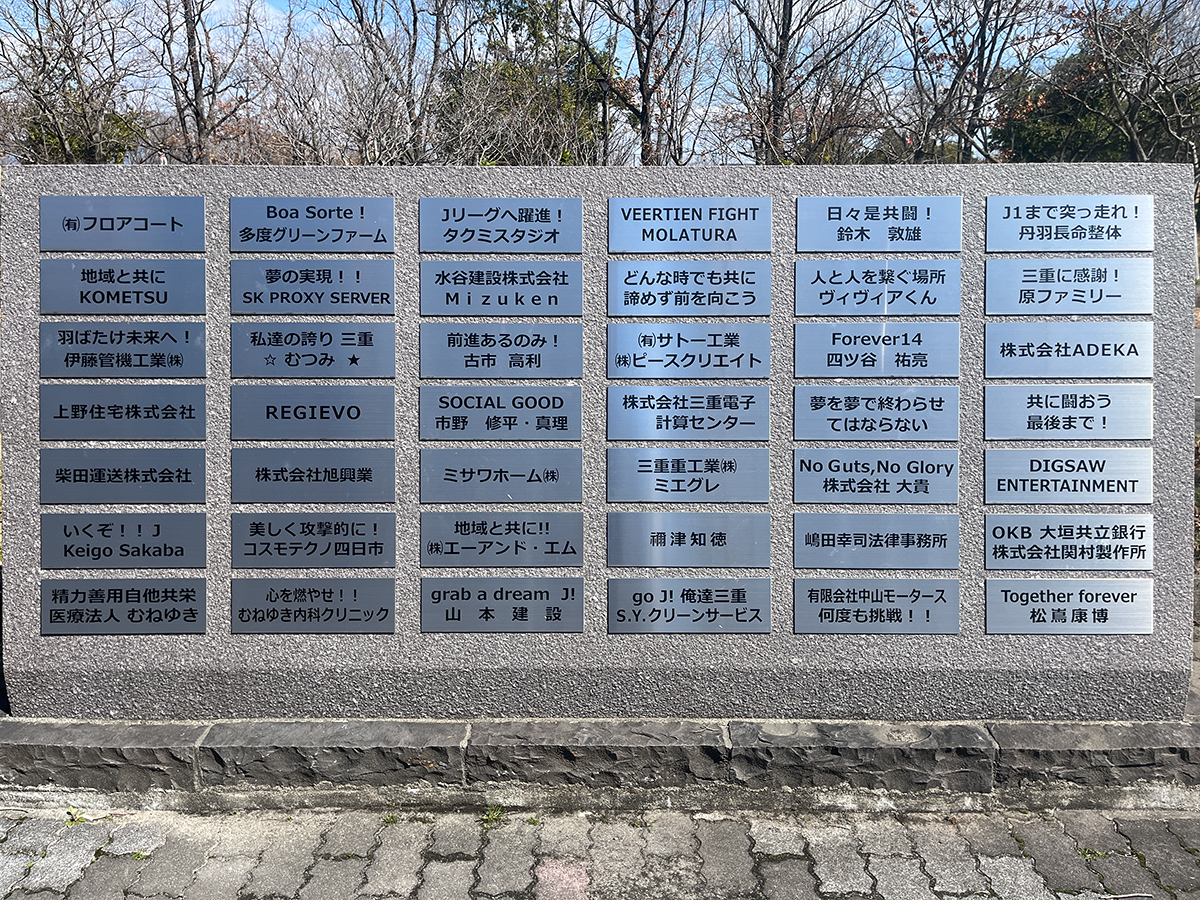 ㈲フロアコート
Boa Sorte！
多度グリーンファーム
Jリーグへ躍進！
タクミスタジオ
VEERTIEN FIGHT
MOLATURA
日々是共闘！
鈴木　敦雄
J1まで突っ走れ！
丹羽長命整体
地域と共に
KOMETSU
夢の実現！！
SK PROXY SERVER
水谷建設株式会社
Mizuken
どんな時でも共に
諦めず前を向こう
人と人を繋ぐ場所
ヴィヴィアくん
三重に感謝！
原ファミリー
羽ばたけ未来へ！
伊藤管機工業㈱
私達の誇り 三重
☆ むつみ ★
前進あるのみ！
古市　高利
㈲サトー工業
㈱ピースクリエイト
Forever14
四ツ谷　祐亮
株式会社ADEKA
上野住宅株式会社
REGIEVO
SOCIAL GOOD
市野　修平・真理
株式会社三重電子
計算センター
夢を夢で終わらせ
てはならない
共に闘おう
最後まで！
柴田運送株式会社
株式会社旭興業
ミサワホーム㈱
三重重工業㈱
ミエグレ
No Guts,No Glory
株式会社 大貴
DIGSAW
ENTERTAINMENT
いくぞ！！J
Keigo Sakaba
美しく攻撃的に！
コスモテクノ四日市
地域と共に!!
㈱エーアンド・エム
禰津知徳
嶋田幸司法律事務所
OKB 大垣共立銀行
株式会社関村製作所
精力善用自他共栄
医療法人 むねゆき
心を燃やせ！！
むねゆき内科クリニック
grab a dream J!
山本建設
go J! 俺達三重
S.Y.クリーンサービス
有限会社中山モータース
何度も挑戦！！
Together forever
松嶌康博